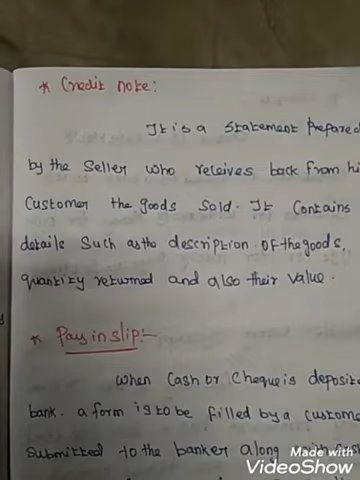 * Credit note:
It is a statement prepared
by the seller who receives back from hi
customer the goods sold. It contains
details such as the description of the goods,
quantity returned and also their value.
* Pay in slip:-
When cash or cheque is deposite
bank. a form is to be filled by a custome
submitted to the banker along with
Made with
VideoShow